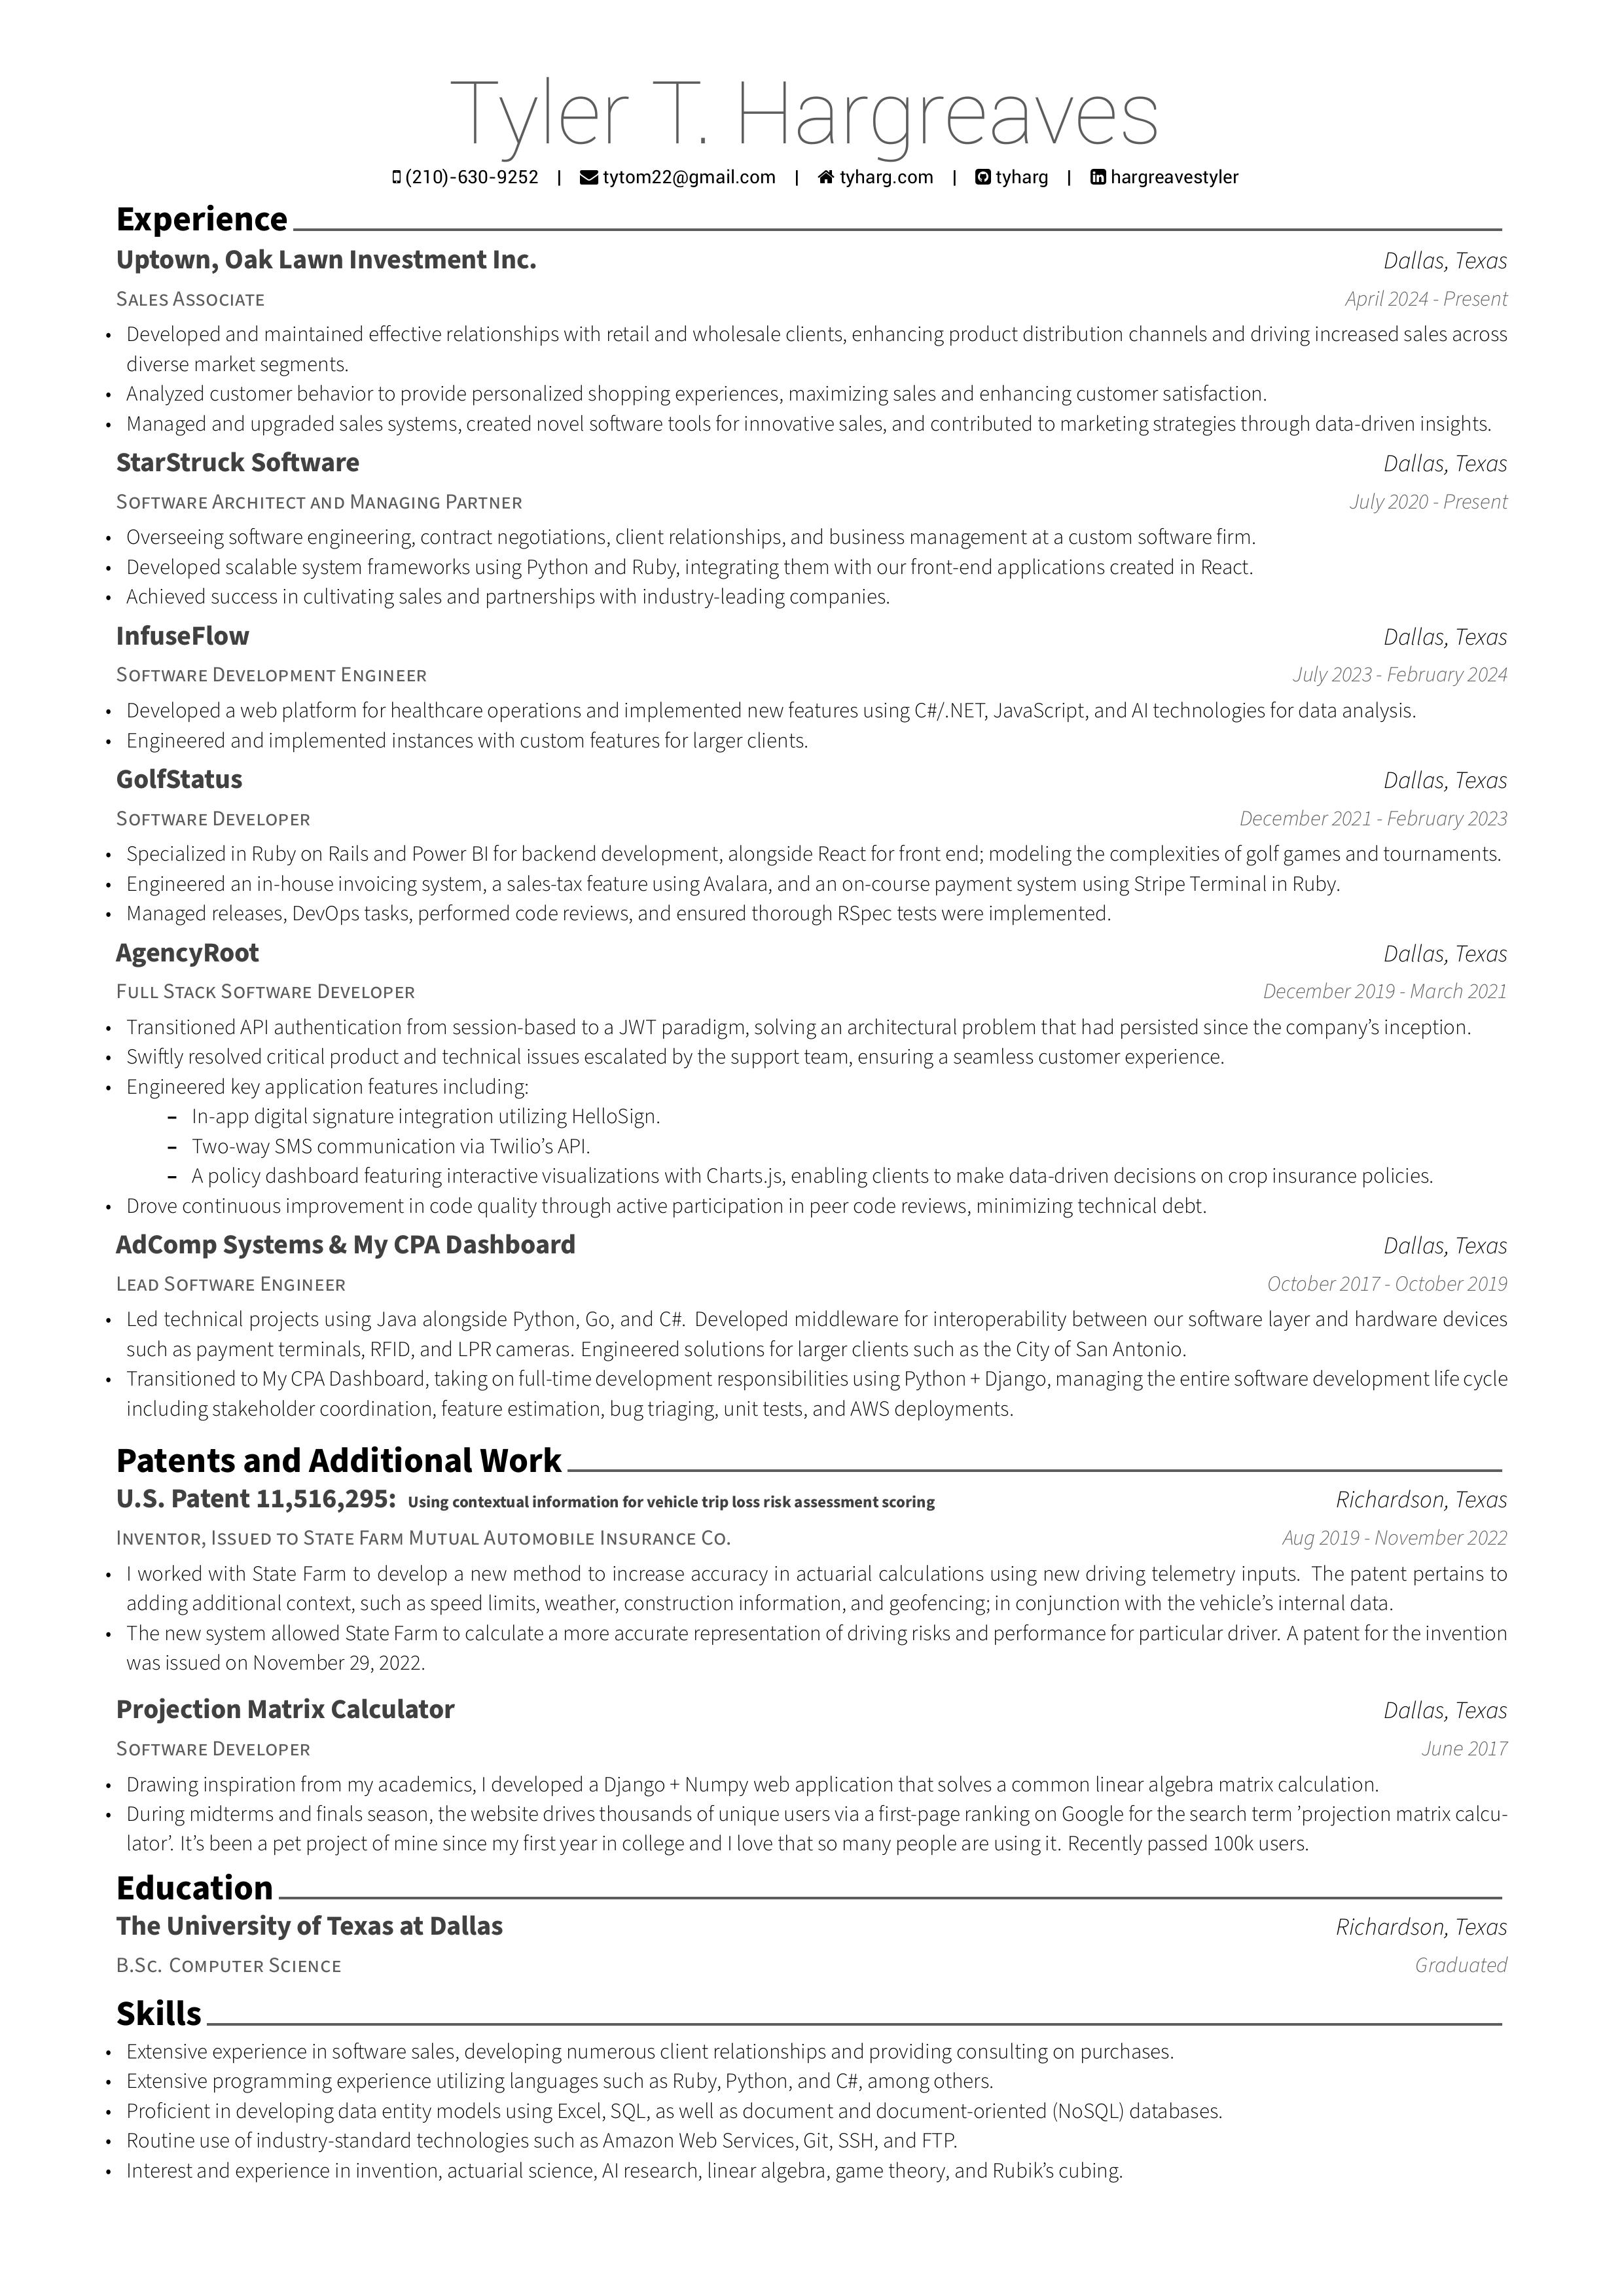 Tyler T. Hargreaves
(210)-630-9252 | tytom22@gmail.com | tyharg.com | tyharg | hargreavestyler
Experience
Uptown, Oak Lawn Investment Inc. Dallas, Texas
Sales Associate April 2024 - Present
• Developed and maintained effective relationships with retail and wholesale clients, enhancing product distribution channels and driving increased sales across
diverse market segments.
• Analyzed customer behavior to provide personalized shopping experiences, maximizing sales and enhancing customer satisfaction.
• Managed and upgraded sales systems, created novel software tools for innovative sales, and contributed to marketing strategies through data-driven insights.
StarStruck Software Dallas, Texas
Software Architect and Managing Partner July 2020 - Present
• Overseeing software engineering, contract negotiations, client relationships, and business management at a custom software firm.
• Developed scalable system frameworks using Python and Ruby, integrating them with our front-end applications created in React.
• Achieved success in cultivating sales and partnerships with industry-leading companies.
InfuseFlow Dallas, Texas
Software Development Engineer July 2023 - February 2024
• Developed a web platform for healthcare operations and implemented new features using C#/.NET, JavaScript, and AI technologies for data analysis.
• Engineered and implemented instances with custom features for larger clients.
GolfStatus Dallas, Texas
Software Developer December 2021 - February 2023
• Specialized in Ruby on Rails and Power BI for backend development, alongside React for front end; modeling the complexities of golf games and tournaments.
• Engineered an in-house invoicing system, a sales-tax feature using Avalara, and an on-course payment system using Stripe Terminal in Ruby.
• Managed releases, DevOps tasks, performed code reviews, and ensured thorough RSpec tests were implemented.
AgencyRoot Dallas, Texas
Full Stack Software Developer December 2019 - March 2021
• Transitioned API authentication from session-based to a JWT paradigm, solving an architectural problem that had persisted since the company's inception.
• Swiftly resolved critical product and technical issues escalated by the support team, ensuring a seamless customer experience.
• Engineered key application features including:
– In-app digital signature integration utilizing HelloSign.
– Two-way SMS communication via Twilio's API.
– A policy dashboard featuring interactive visualizations with Charts.js, enabling clients to make data-driven decisions on crop insurance policies.
• Drove continuous improvement in code quality through active participation in peer code reviews, minimizing technical debt.
AdComp Systems & My CPA Dashboard Dallas, Texas
Lead Software Engineer October 2017 - October 2019
• Led technical projects using Java alongside Python, Go, and C#. Developed middleware for interoperability between our software layer and hardware devices
such as payment terminals, RFID, and LPR cameras. Engineered solutions for larger clients such as the City of San Antonio.
• Transitioned to My CPA Dashboard, taking on full-time development responsibilities using Python + Django, managing the entire software development life cycle
including stakeholder coordination, feature estimation, bug triaging, unit tests, and AWS deployments.
Patents and Additional Work
U.S. Patent 11,516,295: Using contextual information for vehicle trip loss risk assessment scoring Richardson, Texas
Inventor, Issued to State Farm Mutual Automobile Insurance Co. Aug 2019 - November 2022
• I worked with State Farm to develop a new method to increase accuracy in actuarial calculations using new driving telemetry inputs. The patent pertains to
adding additional context, such as speed limits, weather, construction information, and geofencing; in conjunction with the vehicle's internal data.
• The new system allowed State Farm to calculate a more accurate representation of driving risks and performance for particular driver. A patent for the invention
was issued on November 29, 2022.
Projection Matrix Calculator Dallas, Texas
Software Developer June 2017
• Drawing inspiration from my academics, I developed a Django + Numpy web application that solves a common linear algebra matrix calculation.
• During midterms and finals season, the website drives thousands of unique users via a first-page ranking on Google for the search term 'projection matrix calcu-
lator'. It's been a pet project of mine since my first year in college and I love that so many people are using it. Recently passed 100k users.
Education
The University of Texas at Dallas Richardson, Texas
B.Sc. Computer Science Graduated
Skills
• Extensive experience in software sales, developing numerous client relationships and providing consulting on purchases.
• Extensive programming experience utilizing languages such as Ruby, Python, and C#, among others.
• Proficient in developing data entity models using Excel, SQL, as well as document and document-oriented (NoSQL) databases.
• Routine use of industry-standard technologies such as Amazon Web Services, Git, SSH, and FTP.
• Interest and experience in invention, actuarial science, AI research, linear algebra, game theory, and Rubik's cubing.